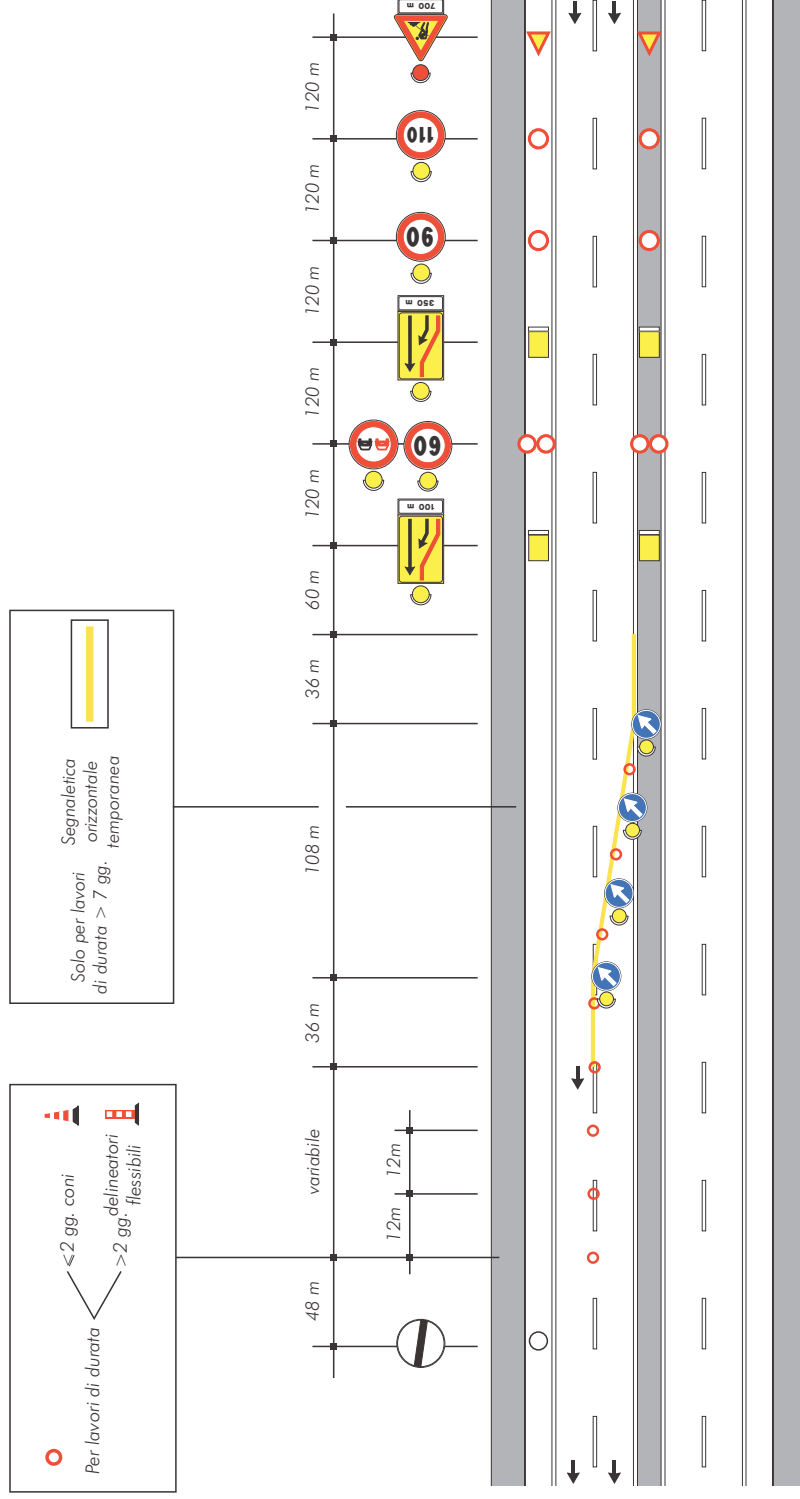 700 m
120 m
110
120 m
90
120 m
350 m
120 m
60
120 m
100 m
60 m
36 m
108 m
36 m
variabile
12m
12m
48 m
Solo per lavori
di durata > 7 gg.
Segnaletica
orizzontale
temporanea
Per lavori di durata
⩽2 gg. coni
>2 gg. delineatori
flessibili